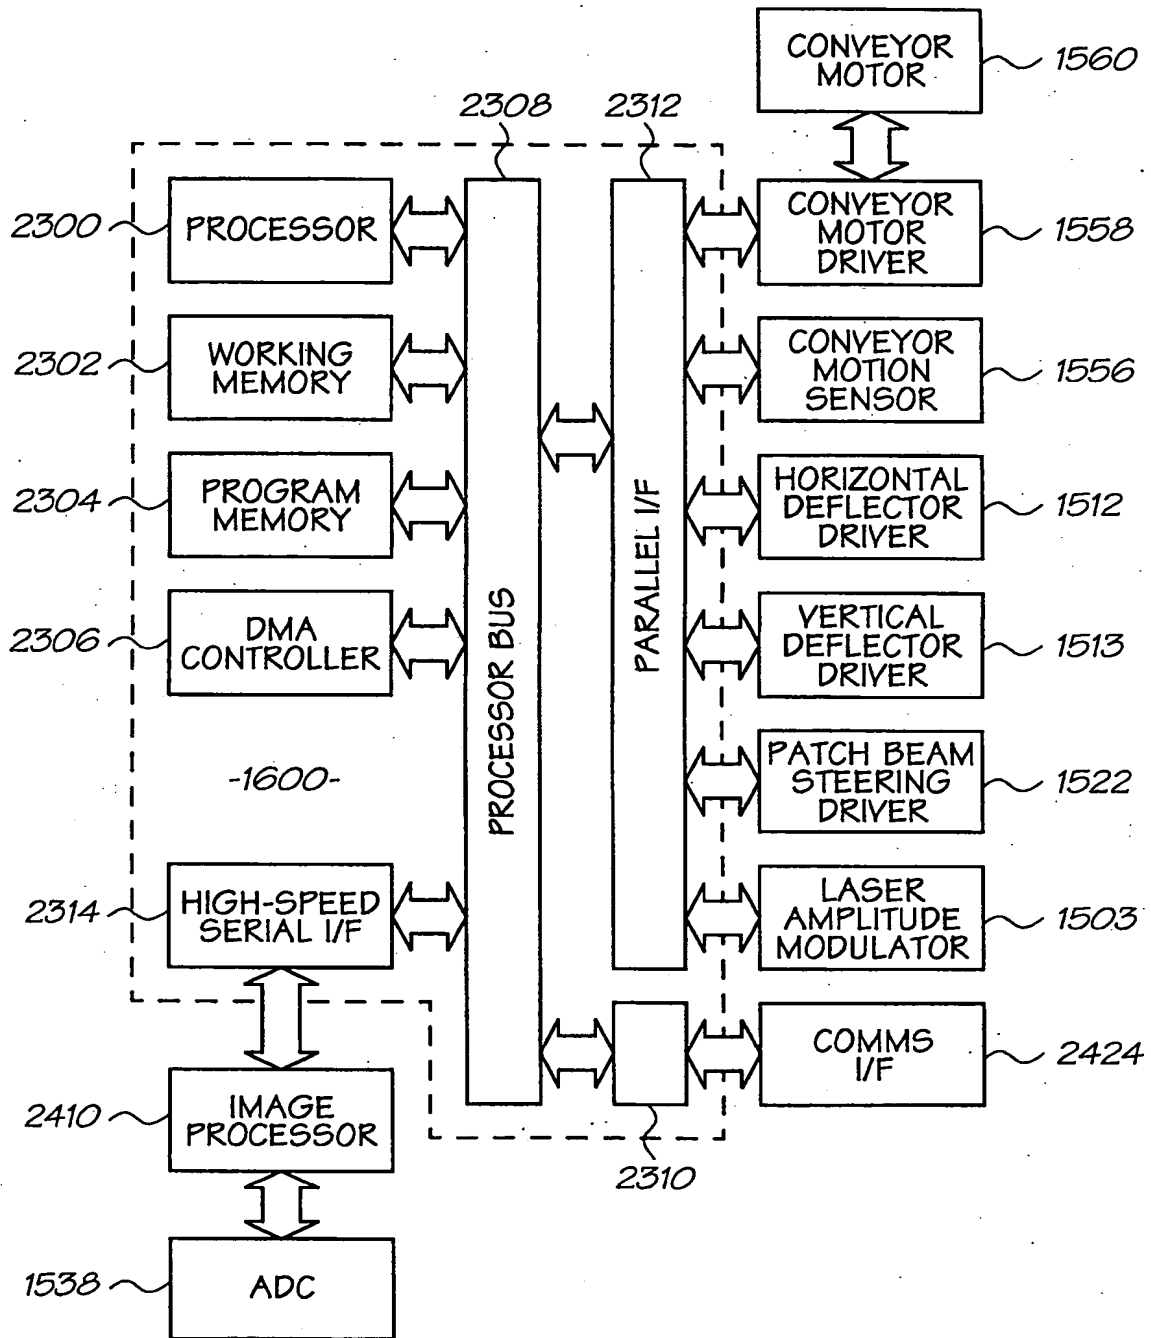 CONVEYOR
MOTOR
1560
2308
2312
2300
PROCESSOR
CONVEYOR
MOTOR
DRIVER
1558
2302
WORKING
MEMORY
CONVEYOR
MOTION
SENSOR
1556
2304
PROGRAM
MEMORY
HORIZONTAL
DEFLECTOR
DRIVER
1512
PROCESSOR BUS
PARALLEL I/F
2306
DMA
CONTROLLER
VERTICAL
DEFLECTOR
DRIVER
1513
-1600-
PATCH BEAM
STEERING
DRIVER
1522
2314
HIGH-SPEED
SERIAL I/F
LASER
AMPLITUDE
MODULATOR
1503
COMMS
I/F
2424
2410
IMAGE
PROCESSOR
2310
1538
ADC